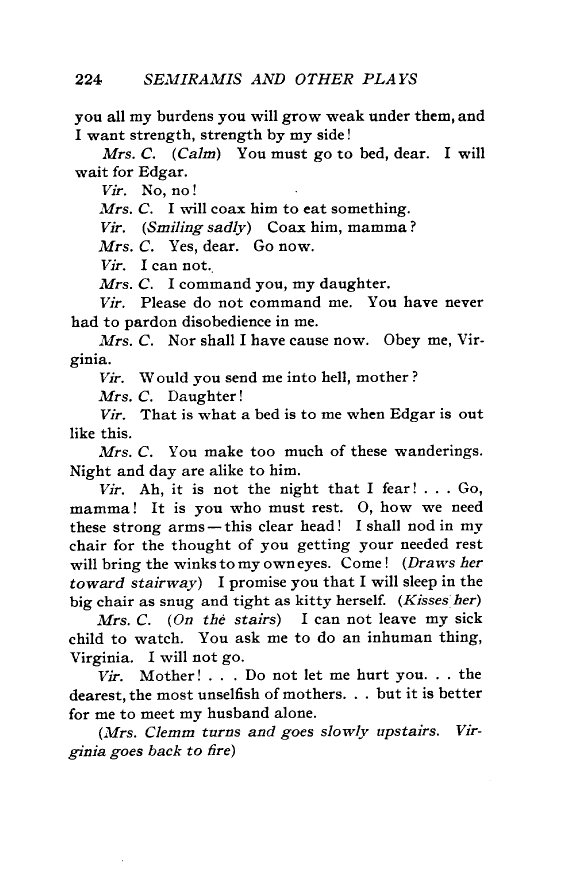 224 SEMIRAMIS AND OTHER PLAYS
you all my burdens you will grow weak under them, and
I want strength, strength by my side!
Mrs. C. (Calm) You must go to bed, dear. I will
wait for Edgar.
Vir. No, no!
Mrs. C. I will coax him to eat something.
Vir. (Smiling sadly) Coax him, mamma?
Mrs. C. Yes, dear. Go now.
Vir. I can not.
Mrs. C. I command you, my daughter.
Vir. Please do not command me. You have never
had to pardon disobedience in me.
Mrs. C. Nor shall I have cause now. Obey me, Vir-
ginia.
Vir. Would you send me into hell, mother?
Mrs. C. Daughter!
Vir. That is what a bed is to me when Edgar is out
like this.
Mrs. C. You make too much of these wanderings.
Night and day are alike to him.
Vir. Ah, it is not the night that I fear! . . . Go,
mamma! It is you who must rest. O, how we need
these strong arms—this clear head! I shall nod in my
chair for the thought of you getting your needed rest
will bring the winks to my own eyes. Come! (Draws her
toward stairway) I promise you that I will sleep in the
big chair as snug and tight as kitty herself. (Kisses her)
Mrs. C. (On the stairs) I can not leave my sick
child to watch. You ask me to do an inhuman thing,
Virginia. I will not go.
Vir. Mother! . . . Do not let me hurt you. . . the
dearest, the most unselfish of mothers. . . but it is better
for me to meet my husband alone.
(Mrs. Clemm turns and goes slowly upstairs. Vir-
ginia goes back to fire)